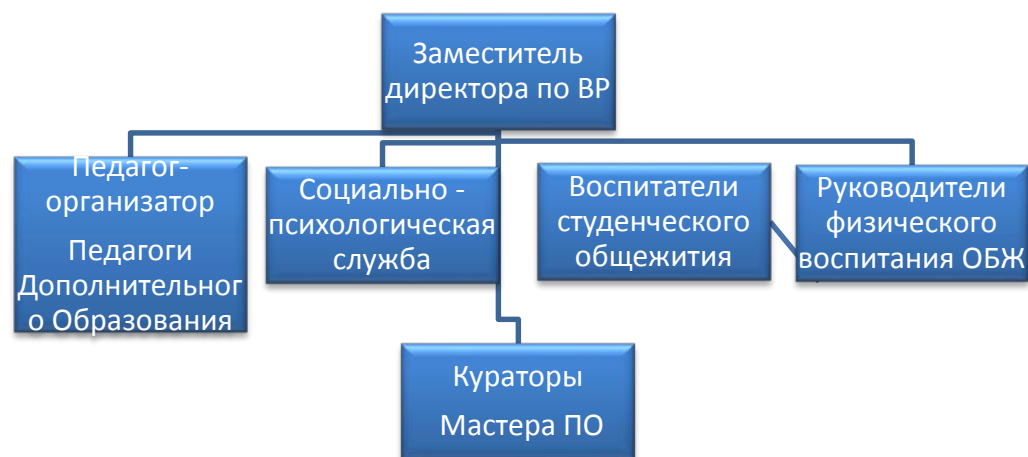 Заместитель
директора по ВР
Педагог-
организатор
Педагоги
Дополнительног
о Образования
Социально -
психологическая
служба
Воспитатели
студенческого
общежития
Руководители
физического
воспитания ОБЖ
Кураторы
Мастера ПО